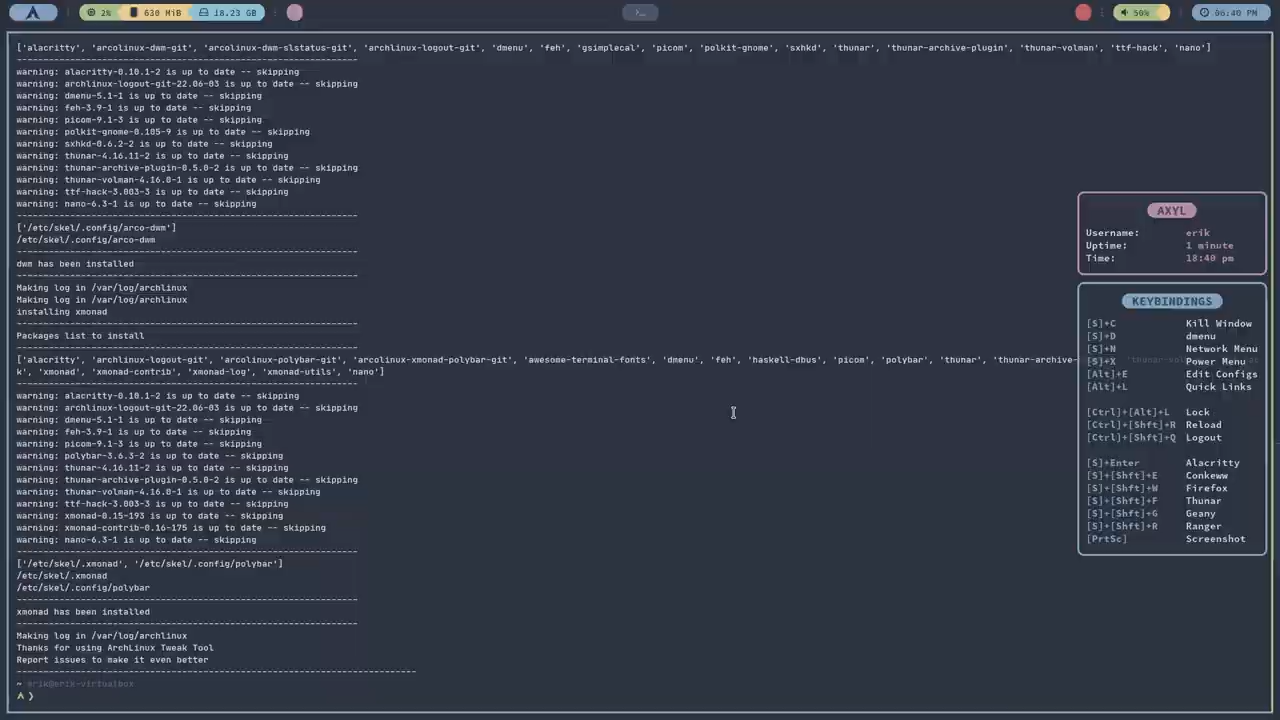 2%
630 MiB
18.23 GB
>_
50%
06:40 PM
['alacritty', 'arcolinux-dwm-git', 'arcolinux-dwm-slstatus-git', 'archlinux-logout-git', 'dmenu', 'feh', 'gsimplecal', 'picom', 'polkit-gnome', 'sxhkd', 'thunar', 'thunar-archive-plugin', 'thunar-volman', 'ttf-hack', 'nano']
----------------------------------------------------------------
warning: alacritty-0.10.1-2 is up to date -- skipping
warning: archlinux-logout-git-22.06-03 is up to date -- skipping
warning: dmenu-5.1-1 is up to date -- skipping
warning: feh-3.9-1 is up to date -- skipping
warning: picom-9.1-3 is up to date -- skipping
warning: polkit-gnome-0.105-9 is up to date -- skipping
warning: sxhkd-0.6.2-2 is up to date -- skipping
warning: thunar-4.16.11-2 is up to date -- skipping
warning: thunar-archive-plugin-0.5.0-2 is up to date -- skipping
warning: thunar-volman-4.16.0-1 is up to date -- skipping
warning: ttf-hack-3.003-3 is up to date -- skipping
warning: nano-6.3-1 is up to date -- skipping
----------------------------------------------------------------
['/etc/skel/.config/arco-dwm']
/etc/skel/.config/arco-dwm
----------------------------------------------------------------
dwm has been installed
----------------------------------------------------------------
Making log in /var/log/archlinux
Making log in /var/log/archlinux
installing xmonad
----------------------------------------------------------------
Packages list to install
----------------------------------------------------------------
['alacritty', 'archlinux-logout-git', 'arcolinux-polybar-git', 'arcolinux-xmonad-polybar-git', 'awesome-terminal-fonts', 'dmenu', 'feh', 'haskell-dbus', 'picom', 'polybar', 'thunar', 'thunar-archive-
k', 'xmonad', 'xmonad-contrib', 'xmonad-log', 'xmonad-utils', 'nano']
----------------------------------------------------------------
warning: alacritty-0.10.1-2 is up to date -- skipping
warning: archlinux-logout-git-22.06-03 is up to date -- skipping
warning: dmenu-5.1-1 is up to date -- skipping
warning: feh-3.9-1 is up to date -- skipping
warning: picom-9.1-3 is up to date -- skipping
warning: polybar-3.6.3-2 is up to date -- skipping
warning: thunar-4.16.11-2 is up to date -- skipping
warning: thunar-archive-plugin-0.5.0-2 is up to date -- skipping
warning: thunar-volman-4.16.0-1 is up to date -- skipping
warning: ttf-hack-3.003-3 is up to date -- skipping
warning: xmonad-0.15-193 is up to date -- skipping
warning: xmonad-contrib-0.16-175 is up to date -- skipping
warning: nano-6.3-1 is up to date -- skipping
----------------------------------------------------------------
['/etc/skel/.xmonad', '/etc/skel/.config/polybar']
/etc/skel/.xmonad
/etc/skel/.config/polybar
----------------------------------------------------------------
xmonad has been installed
----------------------------------------------------------------
Making log in /var/log/archlinux
Thanks for using ArchLinux Tweak Tool
Report issues to make it even better
---------------------------------------------------------------------------
~ erik@erik-virtualbox
❯
AXYL
Username: erik
Uptime: 1 minute
Time: 18:40 pm
KEYBINDINGS
[S]+C Kill Window
[S]+D dmenu
[S]+N Network Menu
[S]+X Power Menu
[Alt]+E Edit Configs
[Alt]+L Quick Links
[Ctrl]+[Alt]+L Lock
[Ctrl]+[Shft]+R Reload
[Ctrl]+[Shft]+Q Logout
[S]+Enter Alacritty
[S]+[Shft]+E Conkeww
[S]+[Shft]+W Firefox
[S]+[Shft]+F Thunar
[S]+[Shft]+G Geany
[S]+[Shft]+R Ranger
[PrtSc] Screenshot